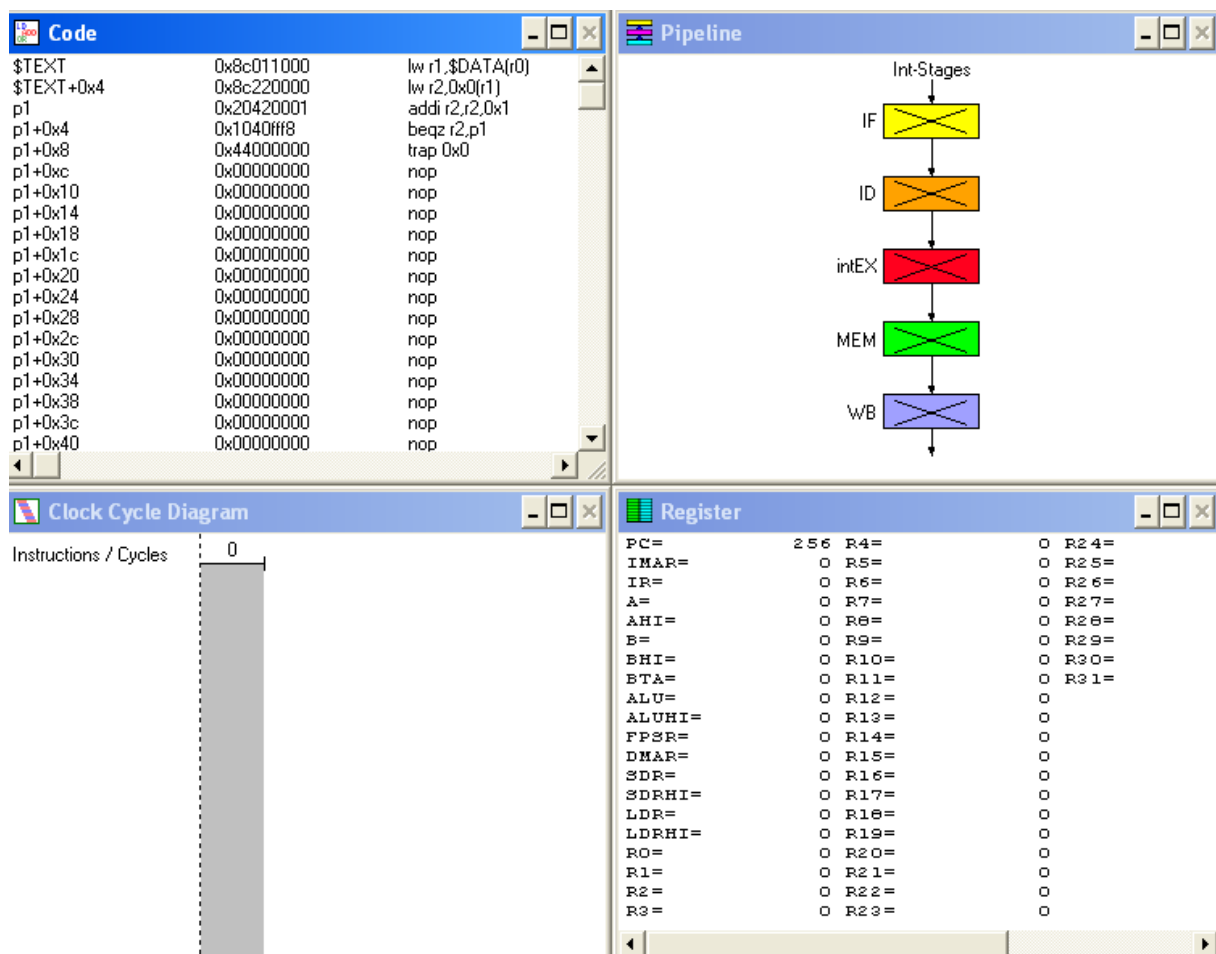 Code
$TEXT 0x8c011000 lw r1,$DATA(r0)
$TEXT+0x4 0x8c220000 lw r2,0x0(r1)
p1 0x20420001 addi r2,r2,0x1
p1+0x4 0x1040fff8 beqz r2,p1
p1+0x8 0x44000000 trap 0x0
p1+0xc 0x00000000 nop
p1+0x10 0x00000000 nop
p1+0x14 0x00000000 nop
p1+0x18 0x00000000 nop
p1+0x1c 0x00000000 nop
p1+0x20 0x00000000 nop
p1+0x24 0x00000000 nop
p1+0x28 0x00000000 nop
p1+0x2c 0x00000000 nop
p1+0x30 0x00000000 nop
p1+0x34 0x00000000 nop
p1+0x38 0x00000000 nop
p1+0x3c 0x00000000 nop
p1+0x40 0x00000000 nop
Pipeline
Int-Stages
IF
ID
intEX
MEM
WB
Clock Cycle Diagram
Instructions / Cycles 0
Register
PC= 256 R4= 0 R24=
IMAR= 0 R5= 0 R25=
IR= 0 R6= 0 R26=
A= 0 R7= 0 R27=
AHI= 0 R8= 0 R28=
B= 0 R9= 0 R29=
BHI= 0 R10= 0 R30=
BTA= 0 R11= 0 R31=
ALU= 0 R12= 0
ALUHI= 0 R13= 0
FPSR= 0 R14= 0
DMAR= 0 R15= 0
SDR= 0 R16= 0
SDRHI= 0 R17= 0
LDR= 0 R18= 0
LDRHI= 0 R19= 0
R0= 0 R20= 0
R1= 0 R21= 0
R2= 0 R22= 0
R3= 0 R23= 0